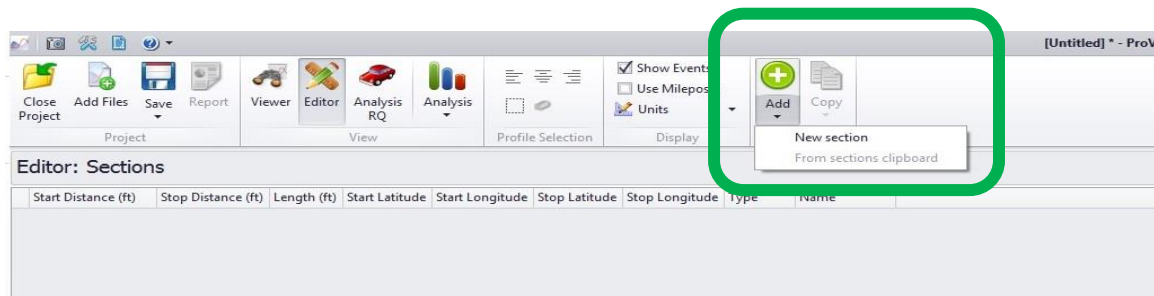 [Untitled] * - ProV
Close Project
Add Files
Save
Report
Viewer
Editor
Analysis RQ
Analysis
Show Events
Use Milepos
Units
Add
Copy
Project
View
Profile Selection
Display
New section
From sections clipboard
Editor: Sections
Start Distance (ft) Stop Distance (ft) Length (ft) Start Latitude Start Longitude Stop Latitude Stop Longitude Type Name